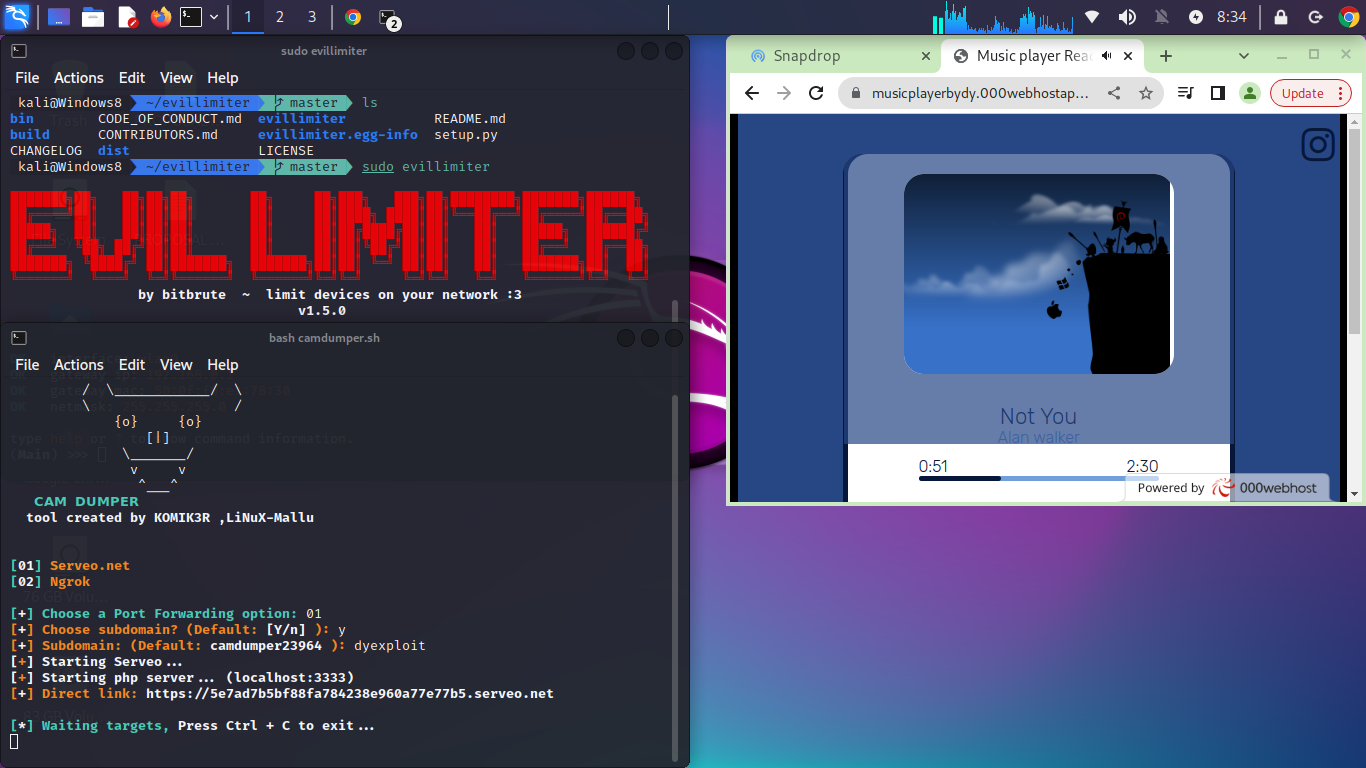 1 2 3
2
8:34
sudo evillimiter
File Actions Edit View Help
kali@Windows8 ~/evillimiter master ls
bin CODE_OF_CONDUCT.md evillimiter README.md
build CONTRIBUTORS.md evillimiter.egg-info setup.py
CHANGELOG dist LICENSE
kali@Windows8 ~/evillimiter master sudo evillimiter
EVIL LIMITER
by bitbrute ~ limit devices on your network :3
v1.5.0
bash camdumper.sh
File Actions Edit View Help
/ \____________/ \
\ /
{o} {o}
[|]
\_______/
v v
^___^
CAM DUMPER
tool created by KOMIK3R ,LiNuX-Mallu
[01] Serveo.net
[02] Ngrok
[+] Choose a Port Forwarding option: 01
[+] Choose subdomain? (Default: [Y/n] ): y
[+] Subdomain: (Default: camdumper23964 ): dyexploit
[+] Starting Serveo...
[+] Starting php server... (localhost:3333)
[+] Direct link: https://5e7ad7b5bf88fa784238e960a77e77b5.serveo.net
[*] Waiting targets, Press Ctrl + C to exit...
Snapdrop
Music player Rea
musicplayerbydy.000webhostap...
Update
Not You
Alan walker
0:51 2:30
Powered by 000webhost